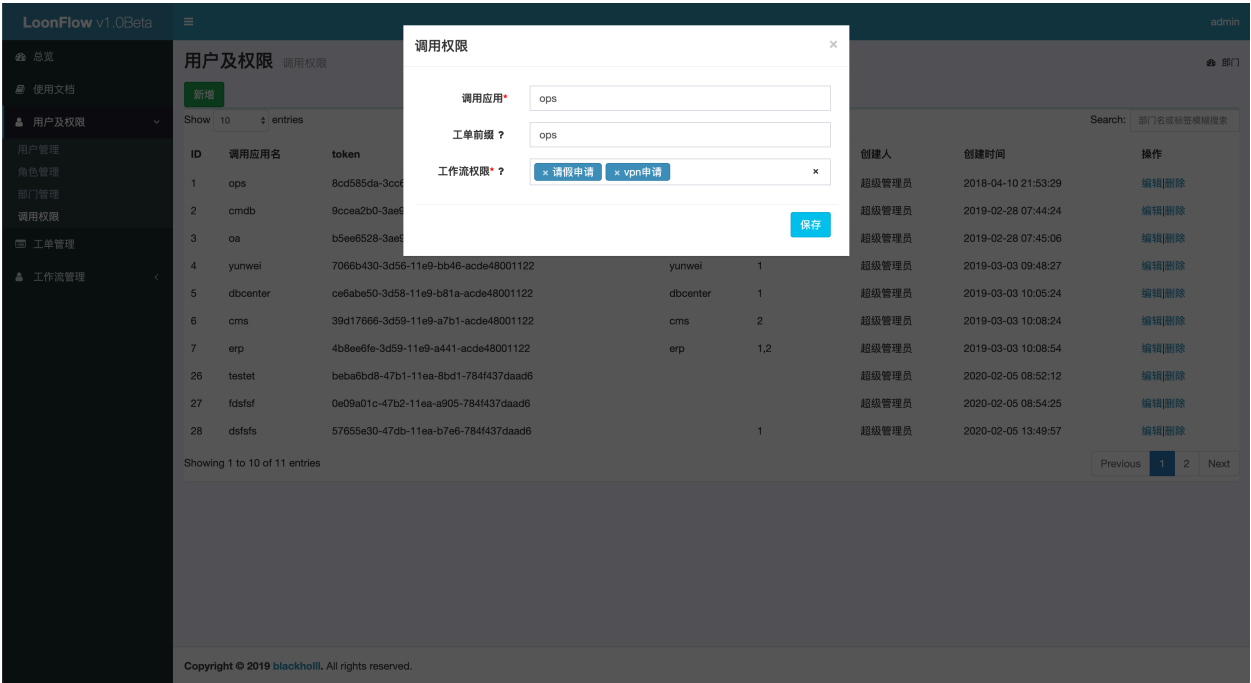 LoonFlow v1.0Beta
admin
总览
使用文档
用户及权限
用户管理
角色管理
部门管理
调用权限
工单管理
工作流管理
用户及权限 调用权限
部门
新增
Show 10 entries
Search: 部门名或标签模糊搜索
调用权限 ×
调用应用* ops
工单前缀 ? ops
工作流权限* ? × 请假申请 × vpn申请 ×
保存
ID 调用应用名 token 创建人 创建时间 操作
1 ops 8cd585da-3cc6 超级管理员 2018-04-10 21:53:29 编辑|删除
2 cmdb 9ccea2b0-3ae9 超级管理员 2019-02-28 07:44:24 编辑|删除
3 oa b5ee6528-3ae9 超级管理员 2019-02-28 07:45:06 编辑|删除
4 yunwei 7066b430-3d56-11e9-bb46-acde48001122 yunwei 1 超级管理员 2019-03-03 09:48:27 编辑|删除
5 dbcenter ce6abe50-3d58-11e9-b81a-acde48001122 dbcenter 1 超级管理员 2019-03-03 10:05:24 编辑|删除
6 cms 39d17666-3d59-11e9-a7b1-acde48001122 cms 2 超级管理员 2019-03-03 10:08:24 编辑|删除
7 erp 4b8ee6fe-3d59-11e9-a441-acde48001122 erp 1,2 超级管理员 2019-03-03 10:08:54 编辑|删除
26 testet beba6bd8-47b1-11ea-8bd1-784f437daad6 超级管理员 2020-02-05 08:52:12 编辑|删除
27 fdsfsf 0e09a01c-47b2-11ea-a905-784f437daad6 超级管理员 2020-02-05 08:54:25 编辑|删除
28 dsfsfs 57655e30-47db-11ea-b7e6-784f437daad6 1 超级管理员 2020-02-05 13:49:57 编辑|删除
Showing 1 to 10 of 11 entries
Previous 1 2 Next
Copyright © 2019 blackholll. All rights reserved.